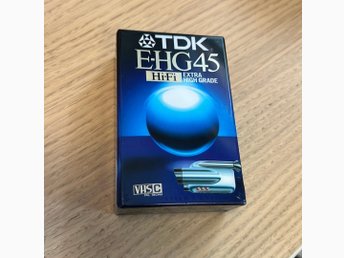 TDK
E-HG45
HiFi EXTRA HIGH GRADE
VHS C